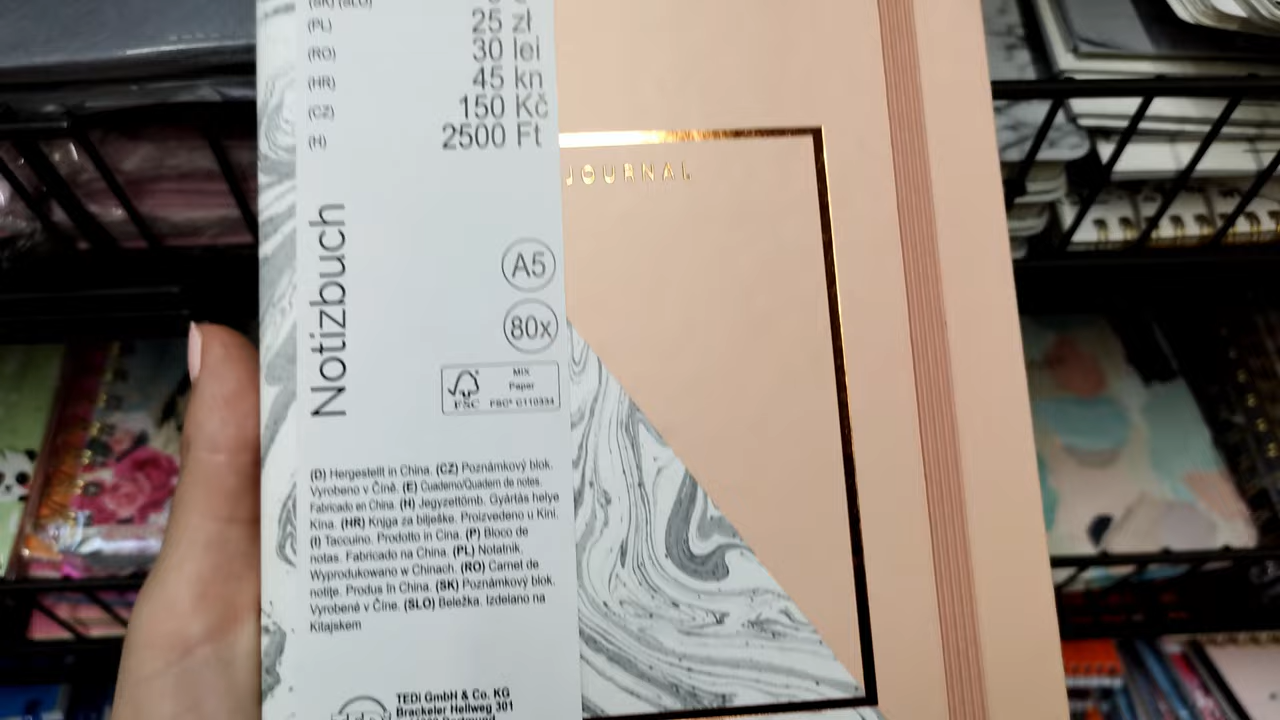 (PL) 25 zł
(RO) 30 lei
(HR) 45 kn
(CZ) 150 Kč
(H) 2500 Ft
JOURNAL
Notizbuch
A5
80x
FSC
MIX
Paper
FSC® C110334
(D) Hergestellt in China. (CZ) Poznámkový blok.
Vyrobeno v Číně. (E) Cuaderno/Quadern de notes.
Fabricado en China. (H) Jegyzettömb. Gyártás helye
Kína. (HR) Knjiga za bilješke. Proizvedeno u Kini.
(I) Taccuino. Prodotto in Cina. (P) Bloco de
notas. Fabricado na China. (PL) Notatnik.
Wyprodukowano w Chinach. (RO) Carnet de
notițe. Produs în China. (SK) Poznámkový blok.
Vyrobené v Číne. (SLO) Beležka. Izdelano na
Kitajskem
TEDi GmbH & Co. KG
Brackeler Hellweg 301
Dortmund